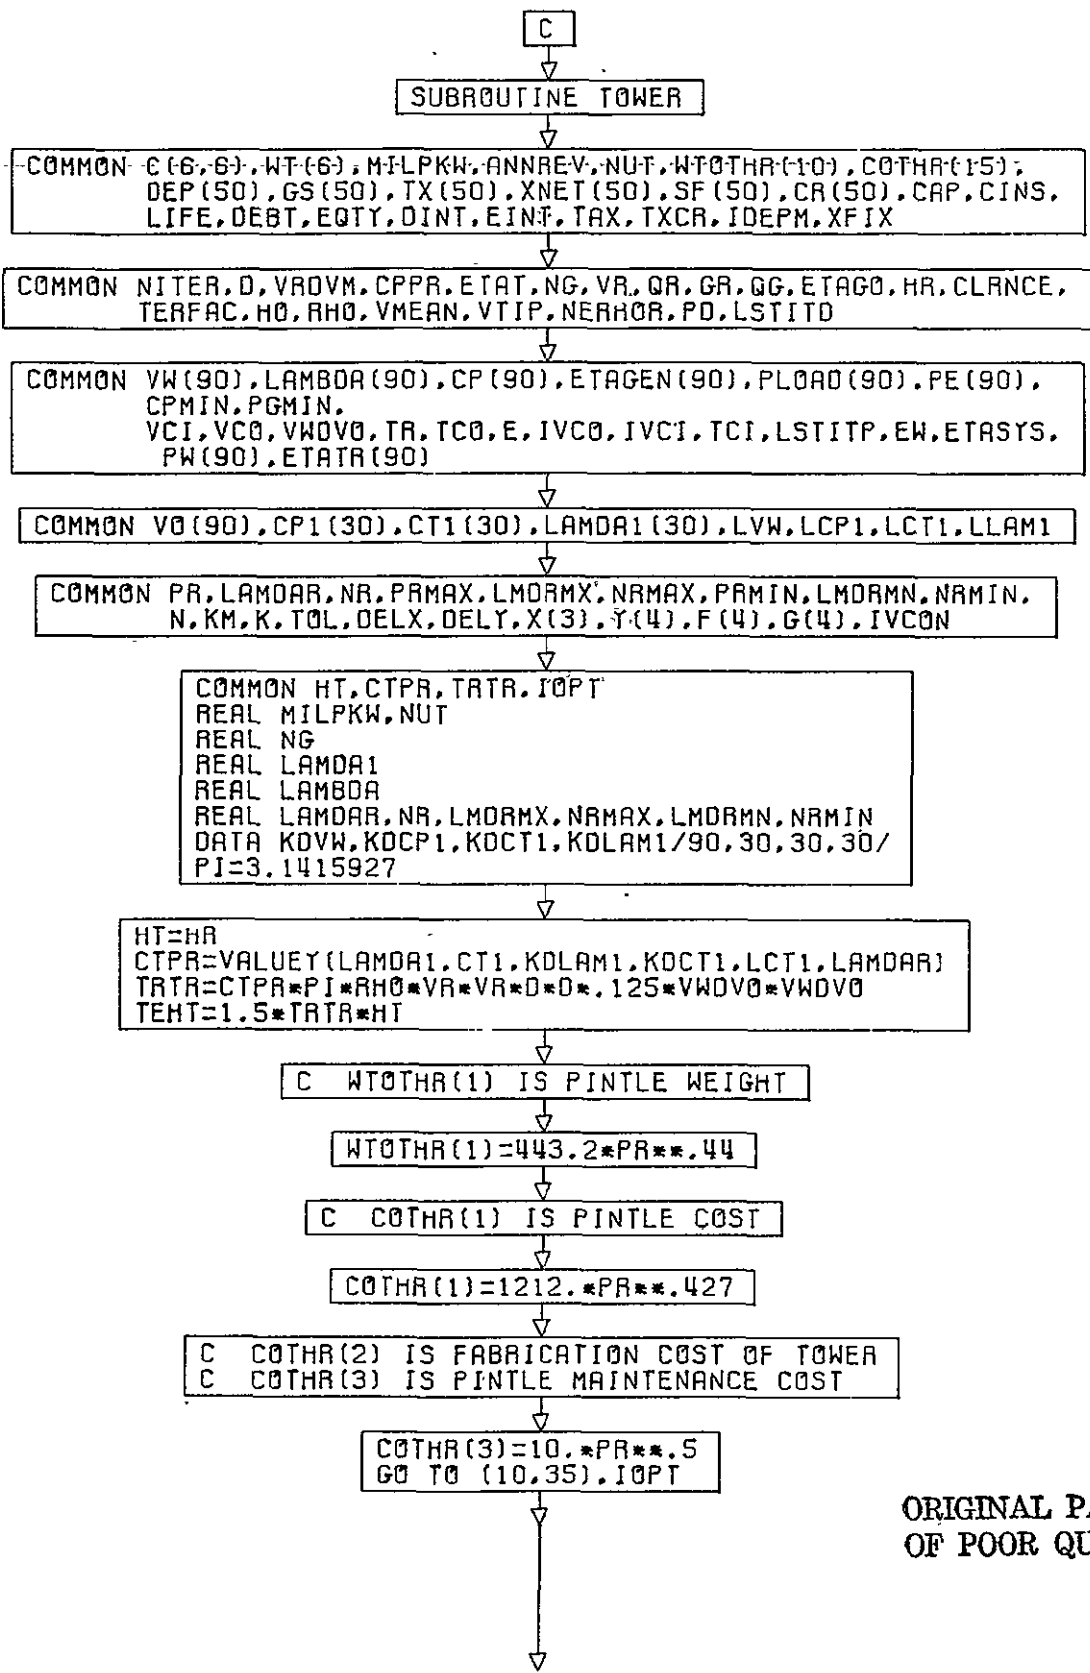 C
SUBROUTINE TOWER
COMMON C(6,6),WT(6),MILPKW,ANNREV,NUT,WTOTHR(10),COTHR(15),
DEP(50),GS(50),TX(50),XNET(50),SF(50),CR(50),CAP,CINS,
LIFE,DEBT,EQTY,DINT,EINT,TAX,TXCR,IDEPM,XFIX
COMMON NITER,D,VROVM,CPPR,ETAT,NG,VR,QR,GR,QG,ETAGO,HR,CLRNCE,
TERFAC,HO,RHO,VMEAN,VTIP,NERHOR,PD,LSTITD
COMMON VW(90),LAMBDA(90),CP(90),ETAGEN(90),PLOAD(90),PE(90),
CPMIN,PGMIN,
VCI,VCO,VWOVO,TR,TCO,E,IVCO,IVCI,TCI,LSTITP,EW,ETASYS,
PW(90),ETATR(90)
COMMON VO(90),CP1(30),CT1(30),LAMDA1(30),LVW,LCP1,LCT1,LLAM1
COMMON PR,LAMDAR,NR,PRMAX,LMDRMX,NRMAX,PRMIN,LMDRMN,NRMIN,
N,KM,K,TOL,DELX,DELY,X(3),Y(4),F(4),G(4),IVCON
COMMON HT,CTPR,TRTR,IOPT
REAL MILPKW,NUT
REAL NG
REAL LAMDA1
REAL LAMBDA
REAL LAMDAR,NR,LMDRMX,NRMAX,LMDRMN,NRMIN
DATA KDVW,KDCP1,KDCT1,KDLAM1/90,30,30,30/
PI=3.1415927
HT=HR
CTPR=VALUEY(LAMDA1,CT1,KDLAM1,KDCT1,LCT1,LAMDAR)
TRTR=CTPR*PI*RHO*VR*VR*D*D*.125*VWOVO*VWOVO
TEHT=1.5*TRTR*HT
C WTOTHR(1) IS PINTLE WEIGHT
WTOTHR(1)=443.2*PR**.44
C COTHR(1) IS PINTLE COST
COTHR(1)=1212.*PR**.427
C COTHR(2) IS FABRICATION COST OF TOWER
C COTHR(3) IS PINTLE MAINTENANCE COST
COTHR(3)=10.*PR**.5
GO TO (10,35),IOPT
ORIGINAL PA
OF POOR QU